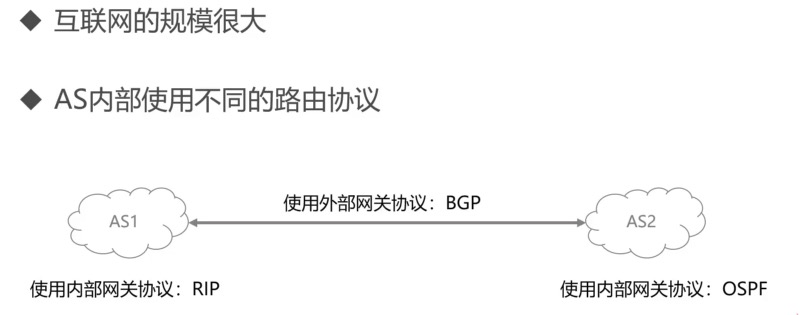 ◆ 互联网的规模很大
◆ AS内部使用不同的路由协议
使用外部网关协议：BGP
AS1
AS2
使用内部网关协议：RIP
使用内部网关协议：OSPF